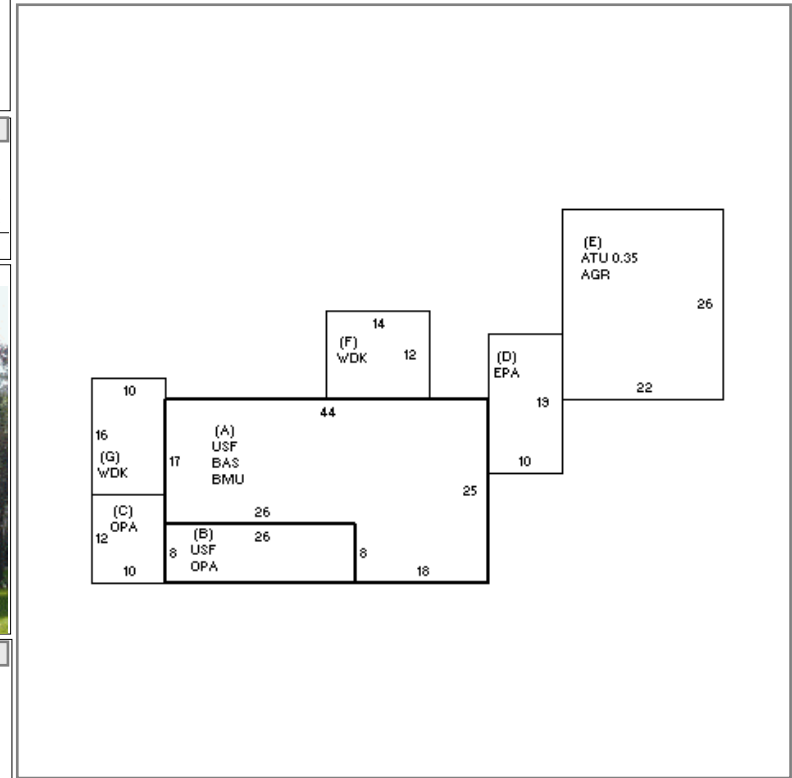 (E)
ATU 0.35
AGR
26
22
14
(F)
WDK
12
(D)
EPA
19
10
10
16
(G)
WDK
44
(A)
USF
BAS
BMU
17
25
26
(C)
OPA
12
10
(B)
USF
OPA
26
8
8
18